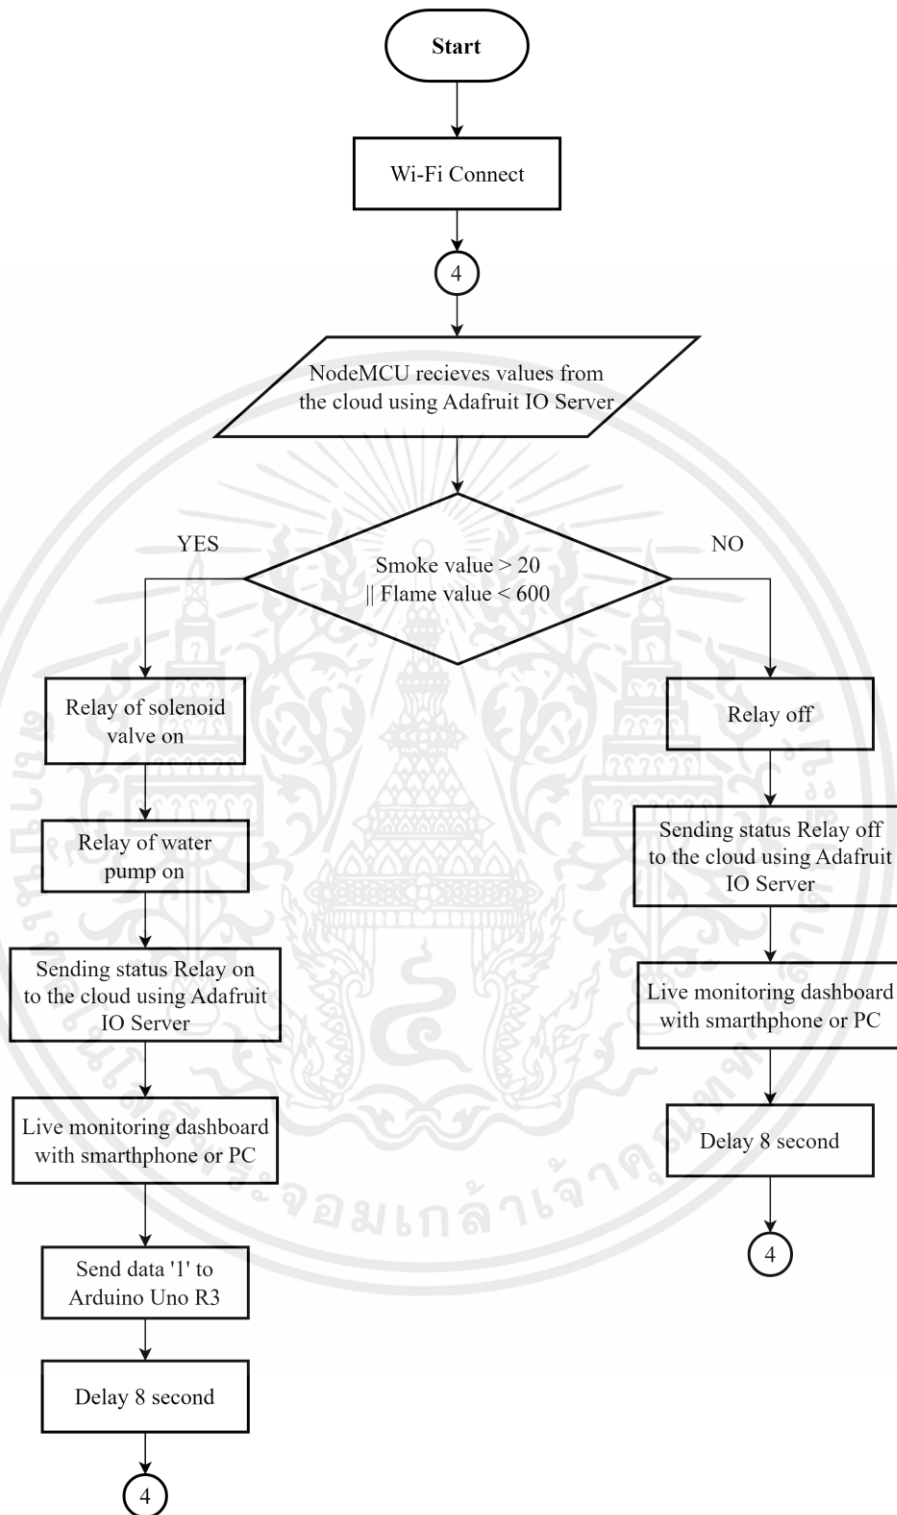 Start
Wi-Fi Connect
4
NodeMCU recieves values from
the cloud using Adafruit IO Server
YES
NO
Smoke value > 20
|| Flame value < 600
Relay of solenoid
valve on
Relay of water
pump on
Sending status Relay on
to the cloud using Adafruit
IO Server
Live monitoring dashboard
with smarthphone or PC
Send data '1' to
Arduino Uno R3
Delay 8 second
4
Relay off
Sending status Relay off
to the cloud using Adafruit
IO Server
Live monitoring dashboard
with smarthphone or PC
Delay 8 second
4